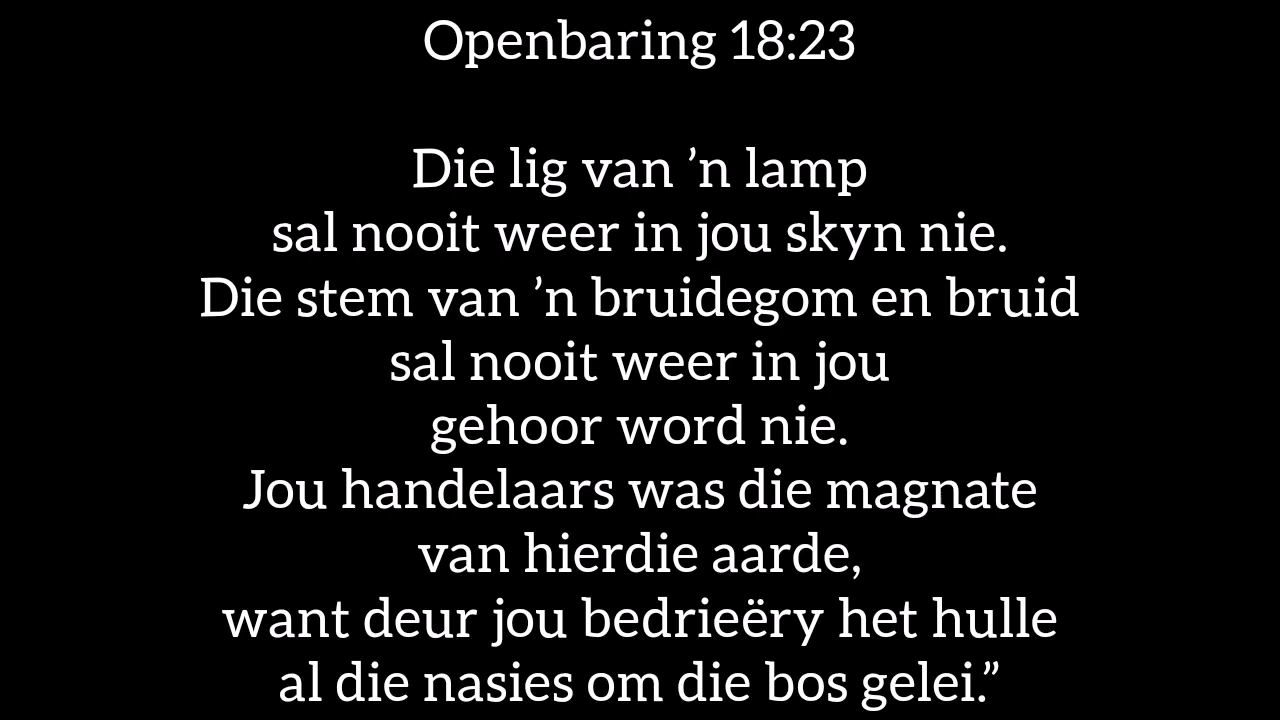 Openbaring 18:23
Die lig van ’n lamp
sal nooit weer in jou skyn nie.
Die stem van ’n bruidegom en bruid
sal nooit weer in jou
gehoor word nie.
Jou handelaars was die magnate
van hierdie aarde,
want deur jou bedrieëry het hulle
al die nasies om die bos gelei.”